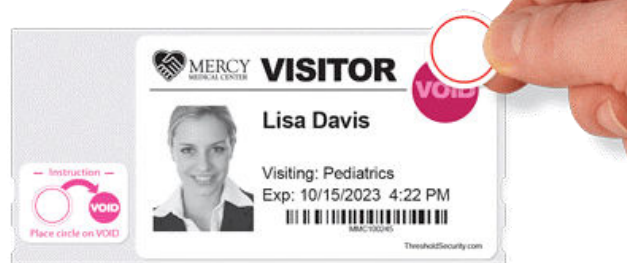 MERCY
MEDICAL CENTER
VISITOR
VOID
Lisa Davis
Visiting: Pediatrics
Exp: 10/15/2023 4:22 PM
MMC100245
ThresholdSecurity.com
Instruction
VOID
Place circle on VOID